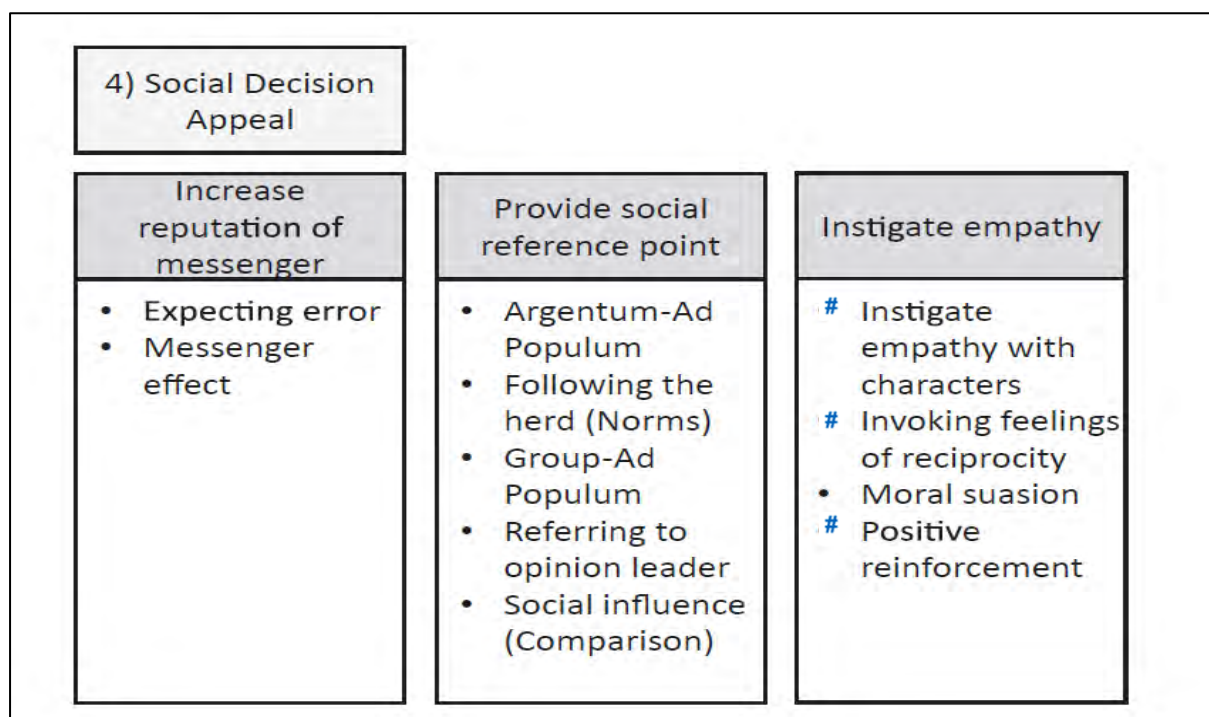 4) Social Decision
Appeal
Increase
reputation of
messenger
• Expecting error
• Messenger
effect
Provide social
reference point
• Argentum-Ad
Populum
• Following the
herd (Norms)
• Group-Ad
Populum
• Referring to
opinion leader
• Social influence
(Comparison)
Instigate empathy
# Instigate
empathy with
characters
# Invoking feelings
of reciprocity
• Moral suasion
# Positive
reinforcement